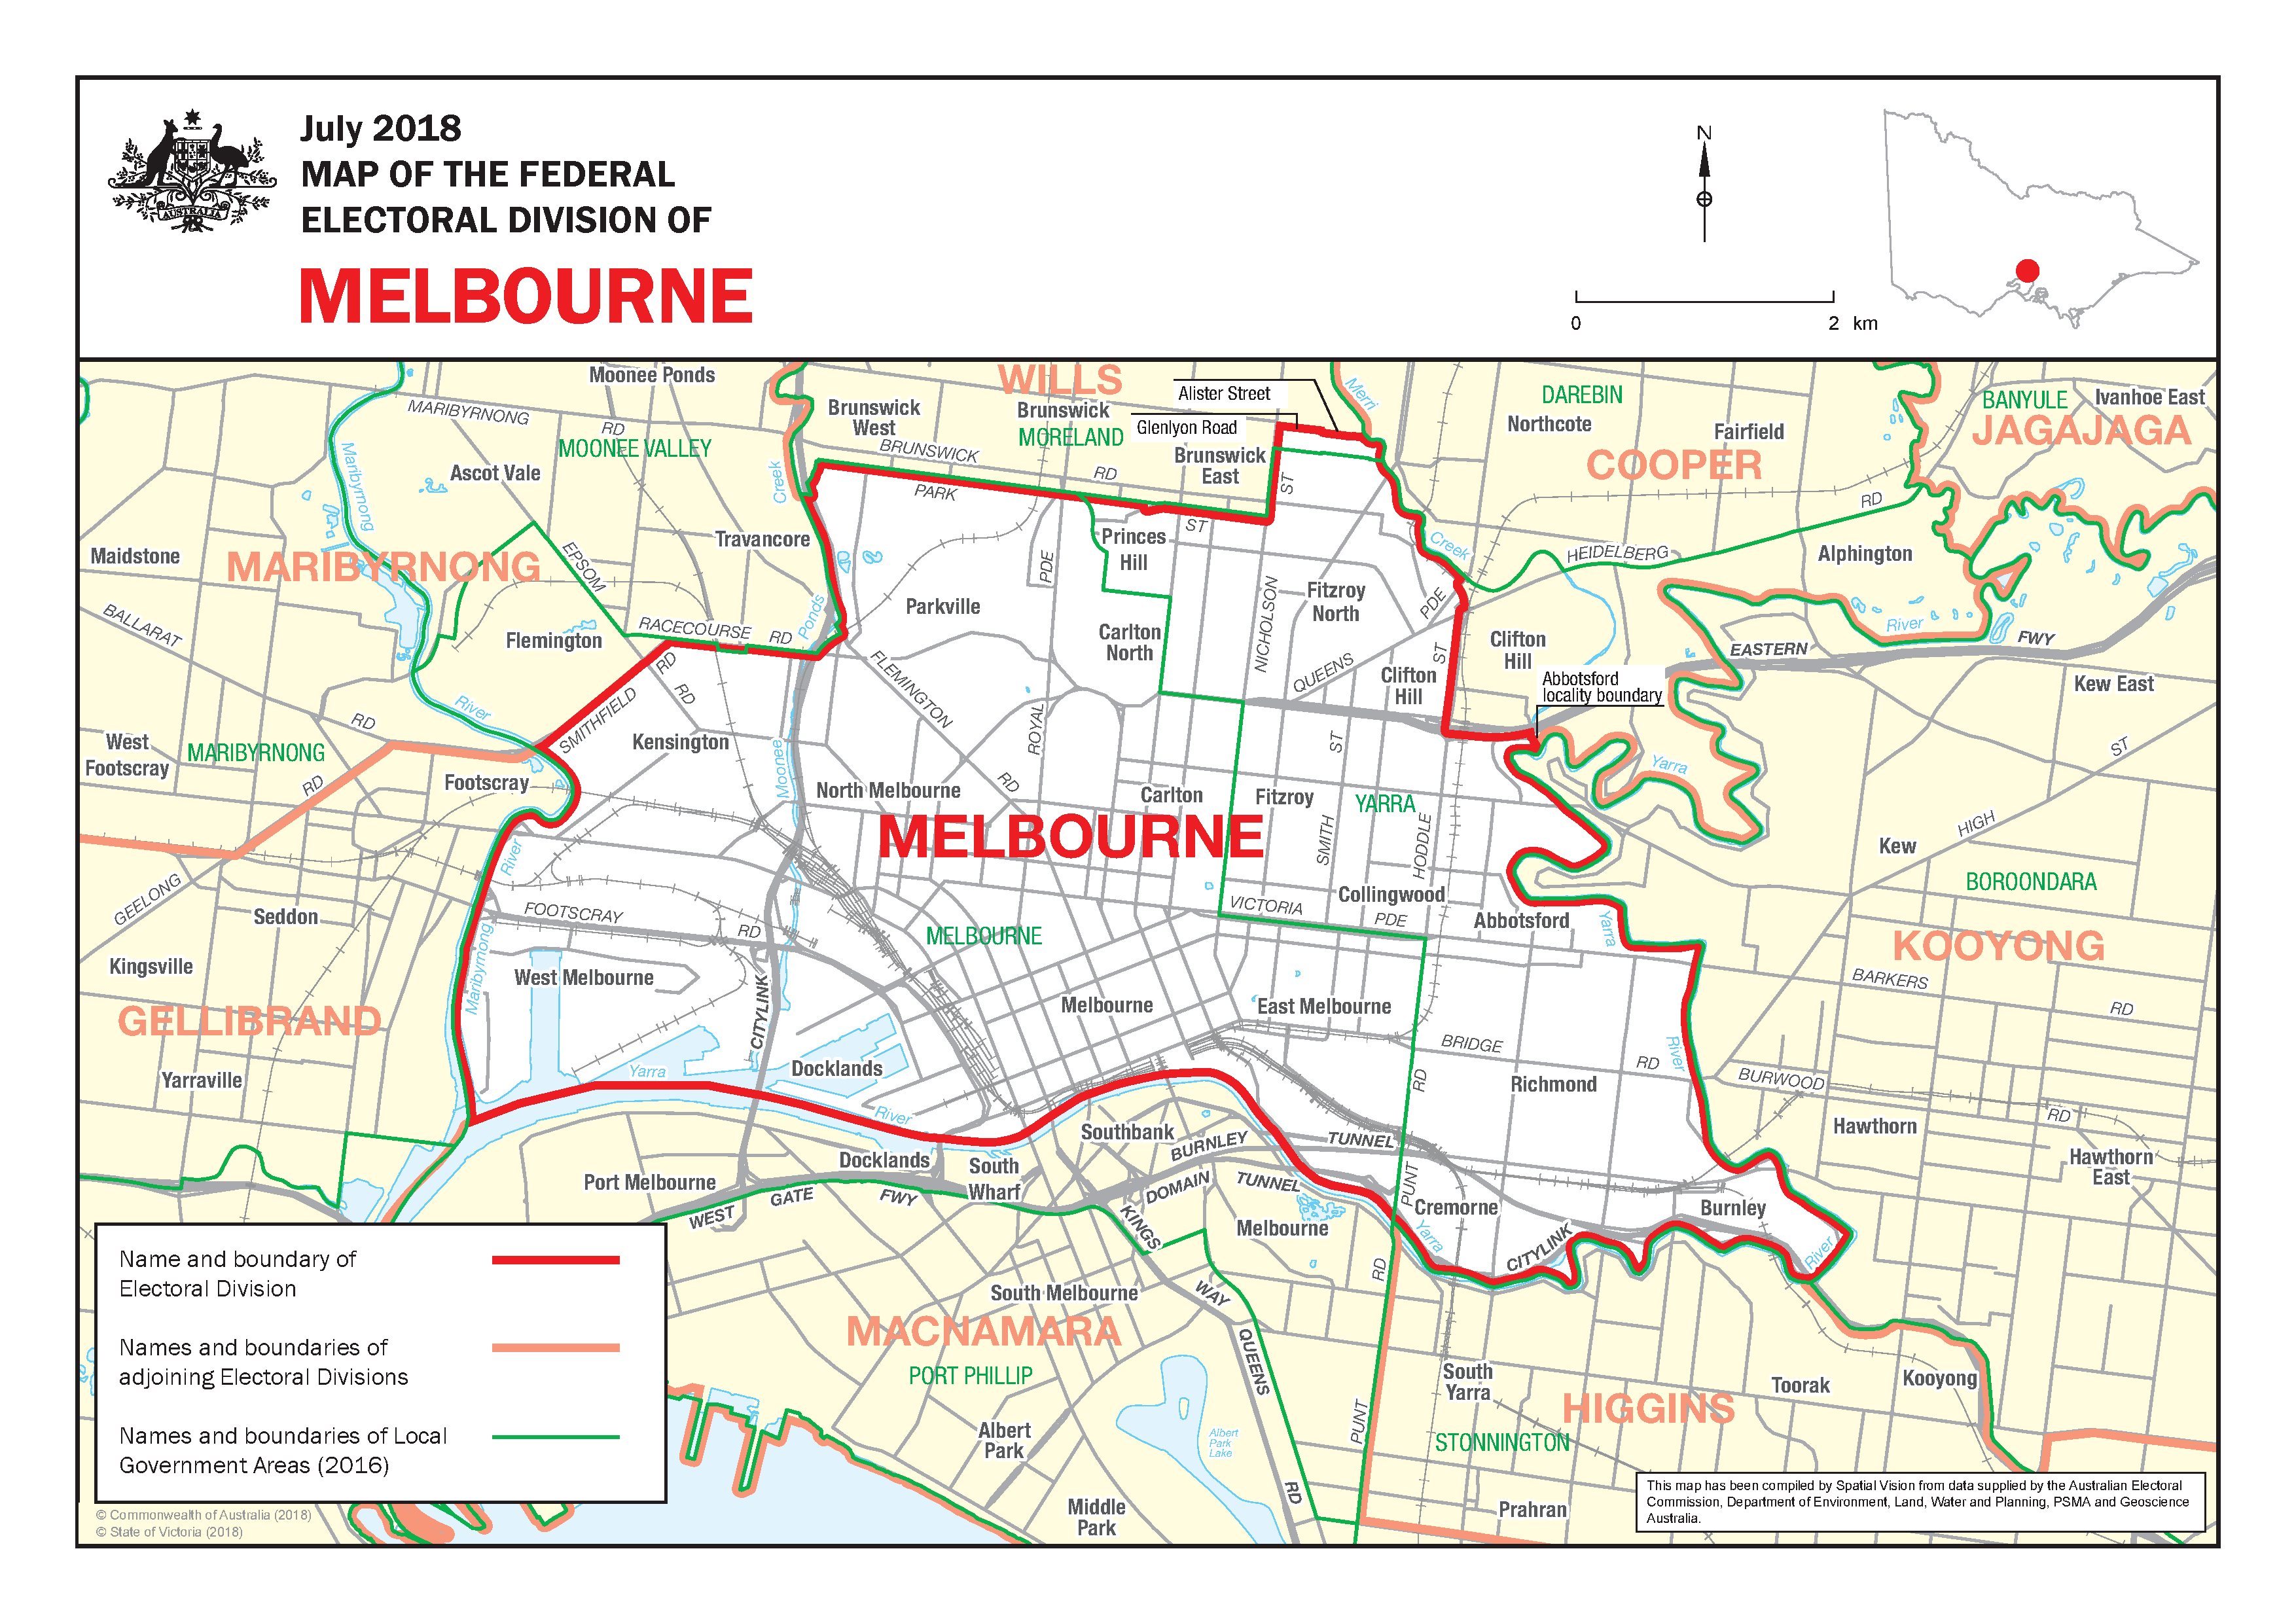 July 2018
MAP OF THE FEDERAL
ELECTORAL DIVISION OF
MELBOURNE
AUSTRALIA
N
0
2 km
Moonee Ponds
WILLS
Alister Street
Merri
DAREBIN
BANYULE
Ivanhoe East
MARIBYRNONG
RD
Brunswick
West
Brunswick
MORELAND
Glenlyon Road
Northcote
Fairfield
JAGAJAGA
MOONEE VALLEY
BRUNSWICK
RD
Brunswick
East
COOPER
Maribyrnong
Ascot Vale
Creek
PARK
ST
ST
RD
Travancore
Princes
Hill
Creek
HEIDELBERG
Alphington
Maidstone
MARIBYRNONG
EPSOM
PDE
NICHOLSON
Fitzroy
North
PDE
BALLARAT
Flemington
RACECOURSE
RD
Ponds
Parkville
Carlton
North
ST
Clifton
Hill
River
EASTERN
FWY
RD
RD
FLEMINGTON
QUEENS
Clifton
Hill
Abbotsford
locality boundary
Kew East
River
RD
SMITHFIELD
West
Footscray
MARIBYRNONG
Kensington
Moonee
ROYAL
ST
Yarra
ST
RD
Footscray
North Melbourne
RD
Carlton
Fitzroy
YARRA
MELBOURNE
SMITH
HODDLE
HIGH
Kew
River
GEELONG
Seddon
FOOTSCRAY
RD
VICTORIA
Collingwood
PDE
Abbotsford
Yarra
BOROONDARA
MELBOURNE
KOOYONG
Kingsville
Maribyrnong
West Melbourne
CITYLINK
Melbourne
East Melbourne
BARKERS
RD
GELLIBRAND
BRIDGE
RD
River
Yarraville
Yarra
Docklands
RD
Richmond
BURWOOD
RD
River
Southbank
BURNLEY
TUNNEL
Hawthorn
Docklands
South
Wharf
Hawthorn
East
Port Melbourne
WEST
GATE
FWY
DOMAIN
TUNNEL
PUNT
Cremorne
Burnley
KINGS
Melbourne
Yarra
CITYLINK
River
RD
South Melbourne
WAY
MACNAMARA
QUEENS
PORT PHILLIP
South
Yarra
Toorak
Kooyong
HIGGINS
Albert
Park
Albert
Park
Lake
PUNT
STONNINGTON
RD
Middle
Park
Prahran
Name and boundary of
Electoral Division
Names and boundaries of
adjoining Electoral Divisions
Names and boundaries of Local
Government Areas (2016)
© Commonwealth of Australia (2018)
© State of Victoria (2018)
This map has been compiled by Spatial Vision from data supplied by the Australian Electoral
Commission, Department of Environment, Land, Water and Planning, PSMA and Geoscience
Australia.